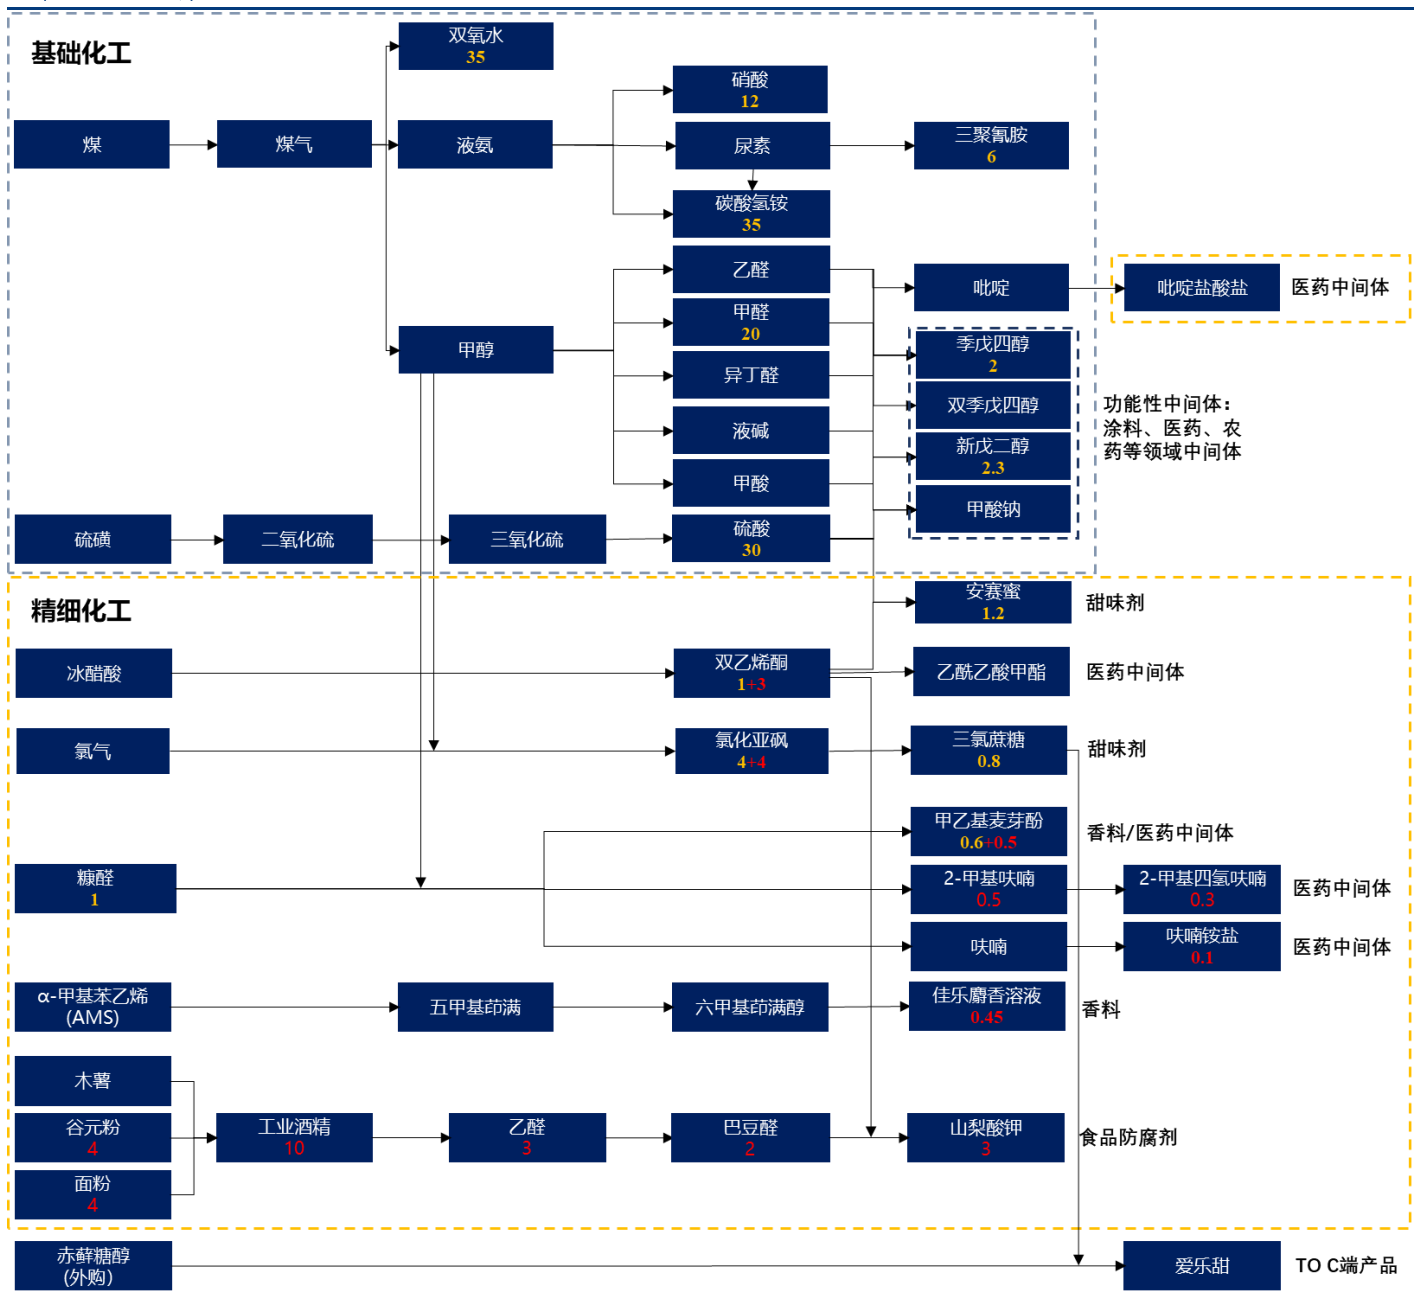 基础化工
双氧水
35
硝酸
12
煤
煤气
液氨
尿素
三聚氰胺
6
碳酸氢铵
35
乙醛
吡啶
吡啶盐酸盐
医药中间体
甲醛
20
甲醇
季戊四醇
2
异丁醛
双季戊四醇
功能性中间体：
涂料、医药、农
药等领域中间体
液碱
新戊二醇
2.3
甲酸
甲酸钠
硫磺
二氧化硫
三氧化硫
硫酸
30
精细化工
安赛蜜
1.2
甜味剂
冰醋酸
双乙烯酮
1+3
乙酰乙酸甲酯
医药中间体
氯气
氯化亚砜
4+4
三氯蔗糖
0.8
甜味剂
甲乙基麦芽酚
0.6+0.5
香料/医药中间体
糠醛
1
2-甲基呋喃
0.5
2-甲基四氢呋喃
0.3
医药中间体
呋喃
呋喃铵盐
0.1
医药中间体
α-甲基苯乙烯
(AMS)
五甲基茚满
六甲基茚满醇
佳乐麝香溶液
0.45
香料
木薯
谷元粉
4
工业酒精
10
乙醛
3
巴豆醛
2
山梨酸钾
3
食品防腐剂
面粉
4
赤藓糖醇
(外购)
爱乐甜
TO C端产品